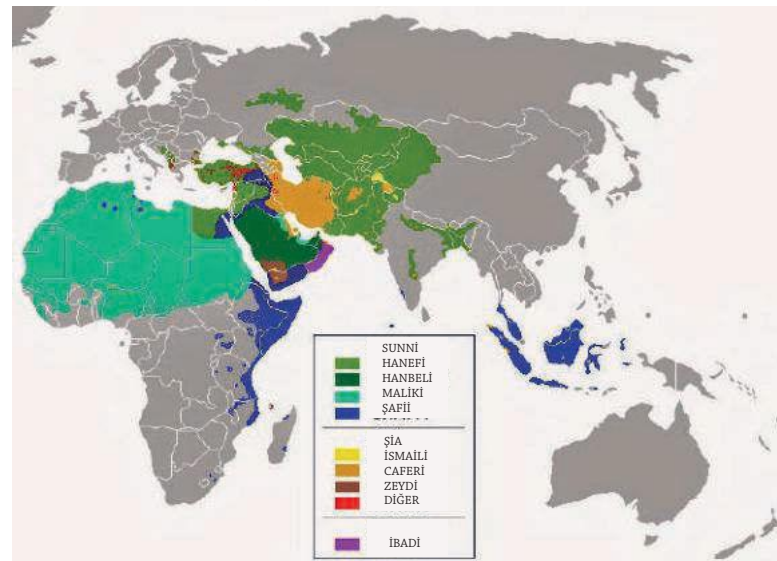 SUNNİ
HANEFİ
HANBELİ
MALİKİ
ŞAFİİ
ŞİA
İSMAİLİ
CAFERİ
ZEYDİ
DİĞER
İBADİ